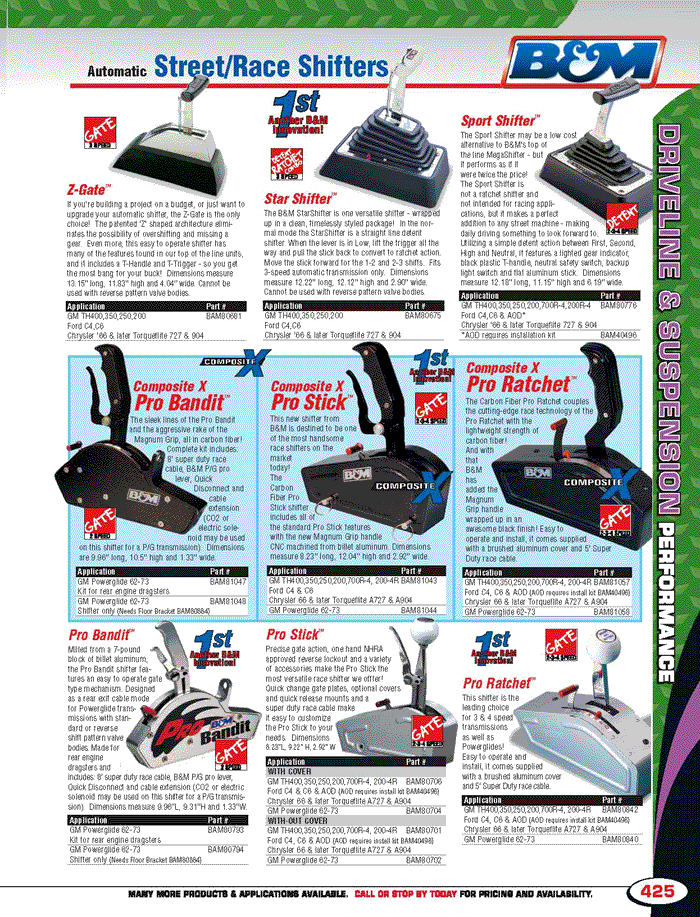 Automatic Street/Race Shifters
B&M
GATE
3 SPEED
Z-Gate™
If you're building a project on a budget, or just want to
upgrade your automatic shifter, the Z-Gate is the only
choice! The patented 'Z' shaped architecture elimi-
nates the possibility of overshifting and missing a
gear. Even more, this easy to operate shifter has
many of the features found in our top of the line units,
and it includes a T-Handle and T-Trigger - so you get
the most bang for your buck! Dimensions measure
13.15" long, 11.83" high and 4.04" wide. Cannot be
used with reverse pattern valve bodies.
Application Part #
GM TH400,350,250,200 BAM80681
Ford C4,C6
Chrysler '66 & later Torqueflite 727 & 904
1st
Another B&M
Innovation!
DETENT
RATCHET
COMBO
3 SPEED
Star Shifter™
The B&M StarShifter is one versatile shifter - wrapped
up in a clean, timelessly styled package! In the nor-
mal mode the StarShifter is a straight line detent
shifter. When the lever is in Low, lift the trigger all the
way and pull the stick back to convert to ratchet action.
Move the stick forward for the 1-2 and 2-3 shifts. Fits
3-speed automatic transmission only. Dimensions
measure 12.22" long, 12.12" high and 2.90" wide.
Cannot be used with reverse pattern valve bodies.
Application Part #
GM TH400,350,250,200 BAM80675
Ford C4,C6
Chrysler '66 & later Torqueflite 727 & 904
Sport Shifter™
The Sport Shifter may be a low cost
alternative to B&M's top of
the line MegaShifter - but
it performs as if it
were twice the price!
The Sport Shifter is
not a ratchet shifter and
not intended for racing appli-
cations, but it makes a perfect
addition to any street machine - making
daily driving something to look forward to.
Utilizing a simple detent action between First, Second,
High and Neutral, it features a lighted gear indicator,
black plastic T-handle, neutral safety switch, backup
light switch and flat aluminum stick. Dimensions
measure 12.18" long, 11.15" high and 6.19" wide.
DETENT
2-3-4 SPEED
Application Part #
GM TH400,350,250,200,700R-4,200R-4 BAM80776
Ford C4,C6 & AOD*
Chrysler '66 & later Torqueflite 727 & 904
*AOD requires installation kit BAM40496
COMPOSITE X
Composite X
Pro Bandit™
The sleek lines of the Pro Bandit
and the aggressive rake of the
Magnum Grip, all in carbon fiber!
Complete kit includes:
8' super duty race
cable, B&M P/G pro
lever, Quick
Disconnect and
cable
extension
(CO2 or
electric sole-
noid may be used
on this shifter for a P/G transmission) Dimensions
are 9.96" long, 10.5" high and 1.33" wide.
B&M
GATE
2 SPEED
Application Part #
GM Powerglide 62-73 BAM81047
Kit for rear engine dragsters
GM Powerglide 62-73 BAM81048
Shifter only (Needs Floor Bracket BAM80884)
1st
Another B&M
Innovation!
Composite X
Pro Stick™
This new shifter from
B&M is destined to be one
of the most handsome
race shifters on the
market
today!
The
Carbon
Fiber Pro
Stick shifter
includes all of
the standard Pro Stick features
with the new Magnum Grip handle
CNC machined from billet aluminum. Dimensions
measure 8.23" long, 12.04" high and 2.92" wide.
GATE
2-3-4 SPEED
B&M
COMPOSITE X
Application Part #
GM TH400,350,250,200,700R-4, 200-4R BAM81043
Ford C4 & C6
Chrysler 66 & later Torqueflite A727 & A904
GM Powerglide 62-73 BAM81044
Composite X
Pro Ratchet™
The Carbon Fiber Pro Ratchet couples
the cutting-edge race technology of the
Pro Ratchet with the
lightweight strength of
carbon fiber!
And with
that
B&M
has
added the
Magnum
Grip handle
wrapped up in an
awesome black finish! Easy to
operate and install, it comes supplied
with a brushed aluminum cover and 5' Super
Duty race cable.
B&M
COMPOSITE X
GATE
Application Part #
GM TH400,350,250,200,700R-4, 200-4R BAM81057
Ford C4, C6 & AOD (AOD requires install kit BAM40496)
Chrysler 66 & later Torqueflite A727 & A904
GM Powerglide 62-73 BAM81058
Pro Bandit™
Milled from a 7-pound
block of billet aluminum,
the Pro Bandit shifter fea-
tures an easy to operate gate
type mechanism. Designed
as a rear exit cable mode
for Powerglide trans-
missions with stan-
dard or reverse
shift pattern valve
bodies. Made for
rear engine
dragsters and
includes: 8' super duty race cable, B&M P/G pro lever,
Quick Disconnect and cable extension (CO2 or electric
solenoid may be used on this shifter for a P/G transmis-
sion). Dimensions measure 9.96"L, 9.31"H and 1.33"W.
1st
Another B&M
Innovation!
Pro B&M Bandit
GATE
2 SPEED
Application Part #
GM Powerglide 62-73 BAM80793
Kit for rear engine dragsters
GM Powerglide 62-73 BAM80794
Shifter only (Needs Floor Bracket BAM80884)
Pro Stick™
Precise gate action, one hand NHRA
approved reverse lockout and a variety
of accessories make the Pro Stick the
most versatile race shifter we offer!
Quick change gate plates, optional covers
and quick release mounts and a
super duty race cable make
it easy to customize
the Pro Stick to your
needs. Dimensions
8.23"L, 9.22" H, 2.92" W
GATE
2-3-4 SPEED
Application Part #
WITH COVER
GM TH400,350,250,200,700R-4, 200-4R BAM80706
Ford C4 & C6 & AOD (AOD requires install kit BAM40496)
Chrysler 66 & later Torqueflite A727 & A904
GM Powerglide 62-73 BAM80704
WITH-OUT COVER
GM TH400,350,250,200,700R-4, 200-4R BAM80701
Ford C4, C6 & AOD (AOD requires install kit BAM40496)
Chrysler 66 & later Torqueflite A727 & A904
GM Powerglide 62-73 BAM80702
1st
Another B&M
Innovation!
GATE
2-3-4 SPEED
Pro Ratchet™
This shifter is the
leading choice
for 3 & 4 speed
transmissions
as well as
Powerglides!
Easy to operate and
install, it comes supplied
with a brushed aluminum cover
and 5' Super Duty race cable.
Application Part #
GM TH400,350,250,200,700R-4, 200-4R BAM80842
Ford C4, C6 & AOD (AOD requires install kit BAM40496)
Chrysler 66 & later Torqueflite A727 & A904
GM Powerglide 62-73 BAM80840
DRIVELINE & SUSPENSION PERFORMANCE
MANY MORE PRODUCTS & APPLICATIONS AVAILABLE. CALL OR STOP BY TODAY FOR PRICING AND AVAILABILITY.
425